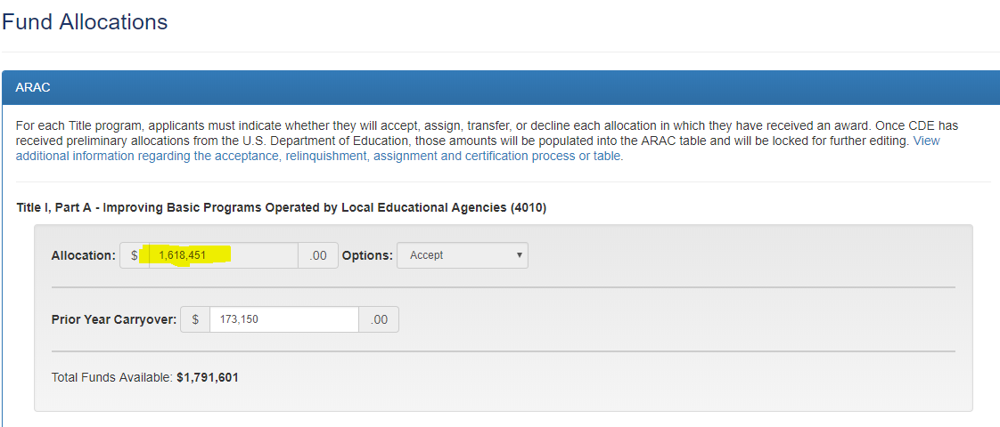 Fund Allocations
ARAC
For each Title program, applicants must indicate whether they will accept, assign, transfer, or decline each allocation in which they have received an award. Once CDE has
received preliminary allocations from the U.S. Department of Education, those amounts will be populated into the ARAC table and will be locked for further editing. View
additional information regarding the acceptance, relinquishment, assignment and certification process or table.
Title I, Part A - Improving Basic Programs Operated by Local Educational Agencies (4010)
Allocation: $ 1,618,451 .00 Options: Accept
Prior Year Carryover: $ 173,150 .00
Total Funds Available: $1,791,601